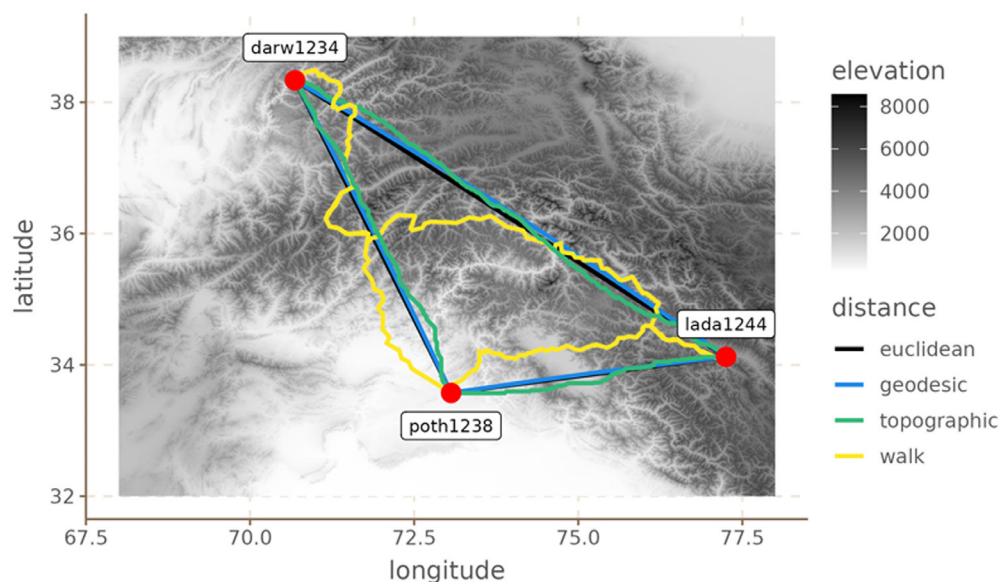 darw1234
lada1244
poth1238
38
36
34
32
67.5
70.0
72.5
75.0
77.5
longitude
latitude
elevation
8000
6000
4000
2000
distance
euclidean
geodesic
topographic
walk